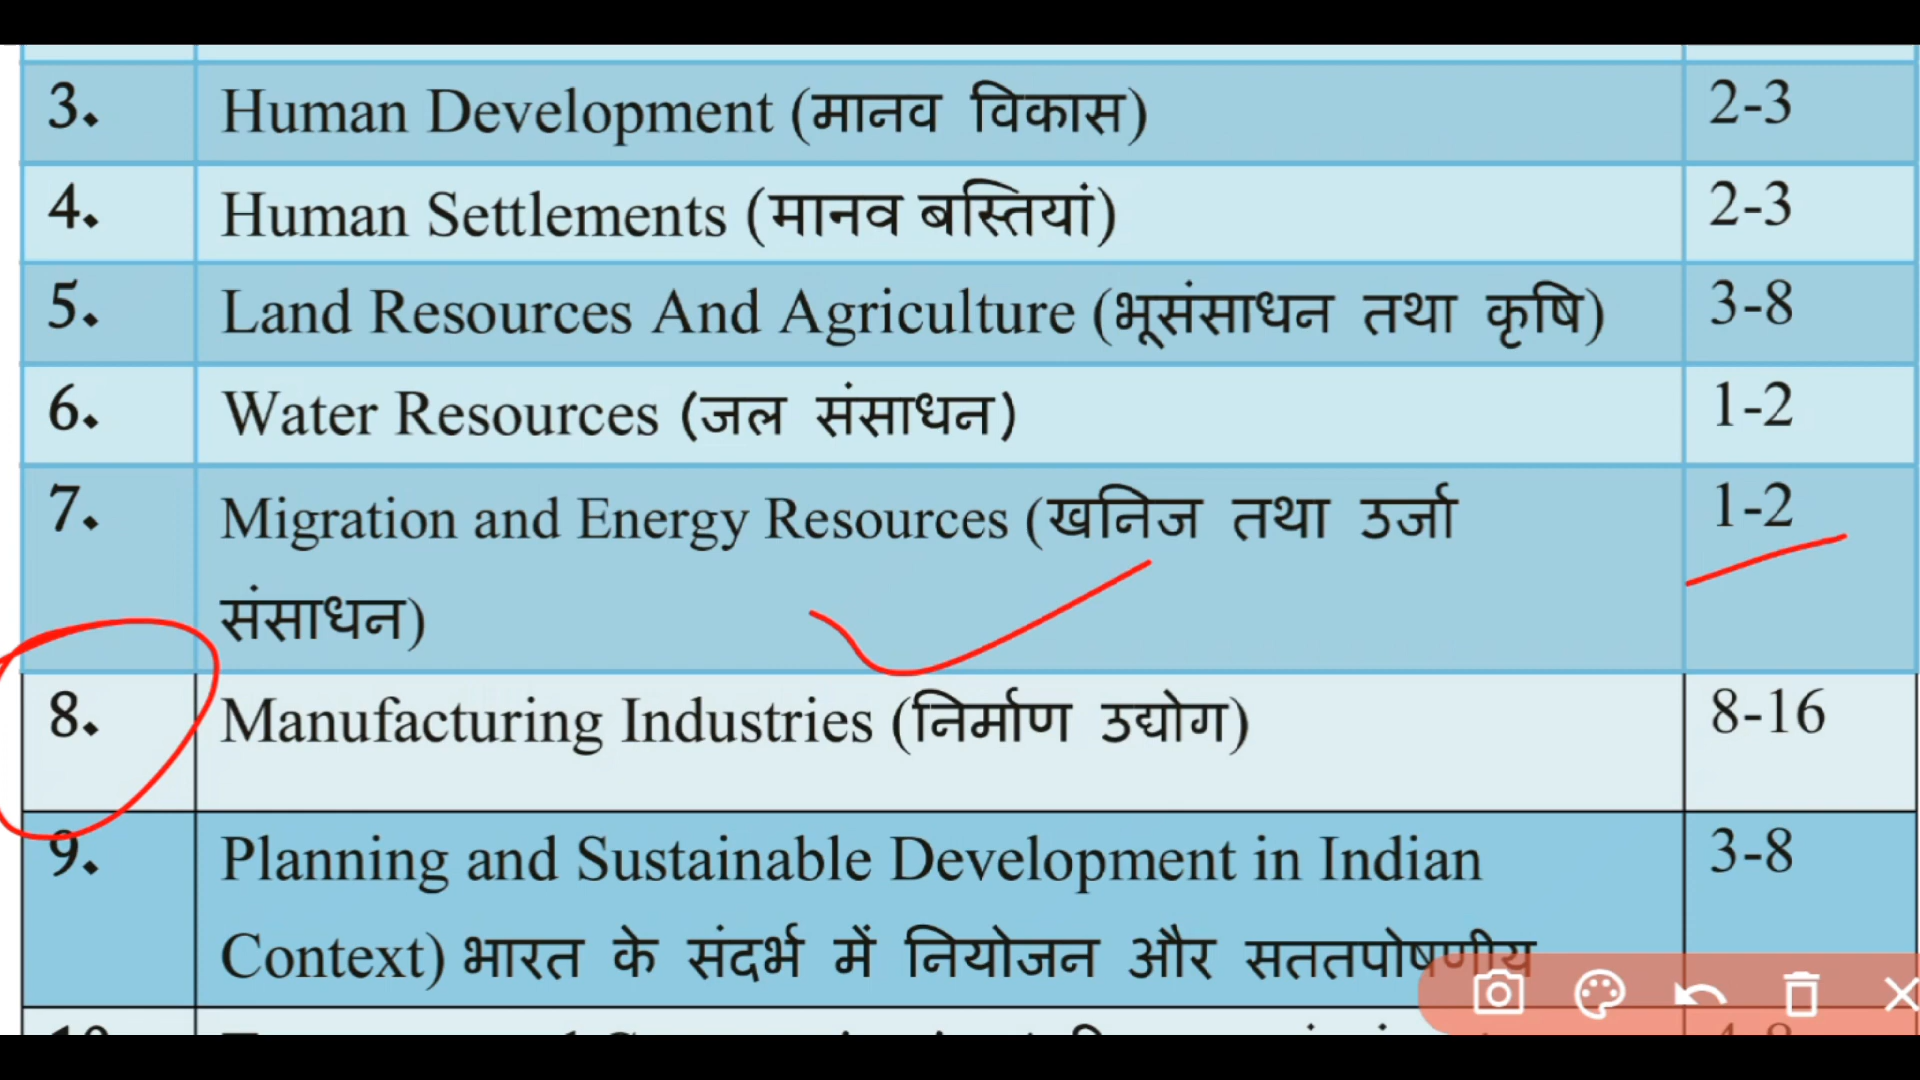 3. Human Development (मानव विकास) 2-3
4. Human Settlements (मानव बस्तियां) 2-3
5. Land Resources And Agriculture (भूसंसाधन तथा कृषि) 3-8
6. Water Resources (जल संसाधन) 1-2
7. Migration and Energy Resources (खनिज तथा उर्जा 1-2
संसाधन)
8. Manufacturing Industries (निर्माण उद्योग) 8-16
9. Planning and Sustainable Development in Indian 3-8
Context) भारत के संदर्भ में नियोजन और सततपोषणीय